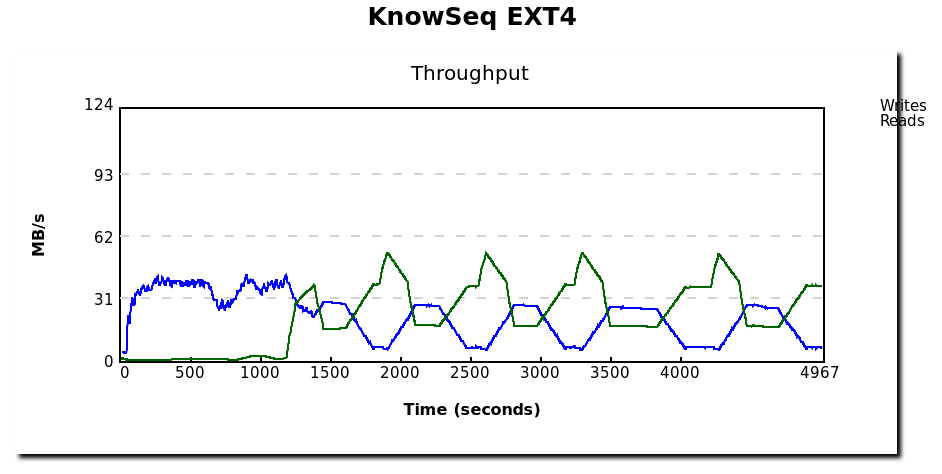 KnowSeq EXT4
Throughput
Writes
Reads
MB/s
124
93
62
31
0
0 500 1000 1500 2000 2500 3000 3500 4000 4967
Time (seconds)